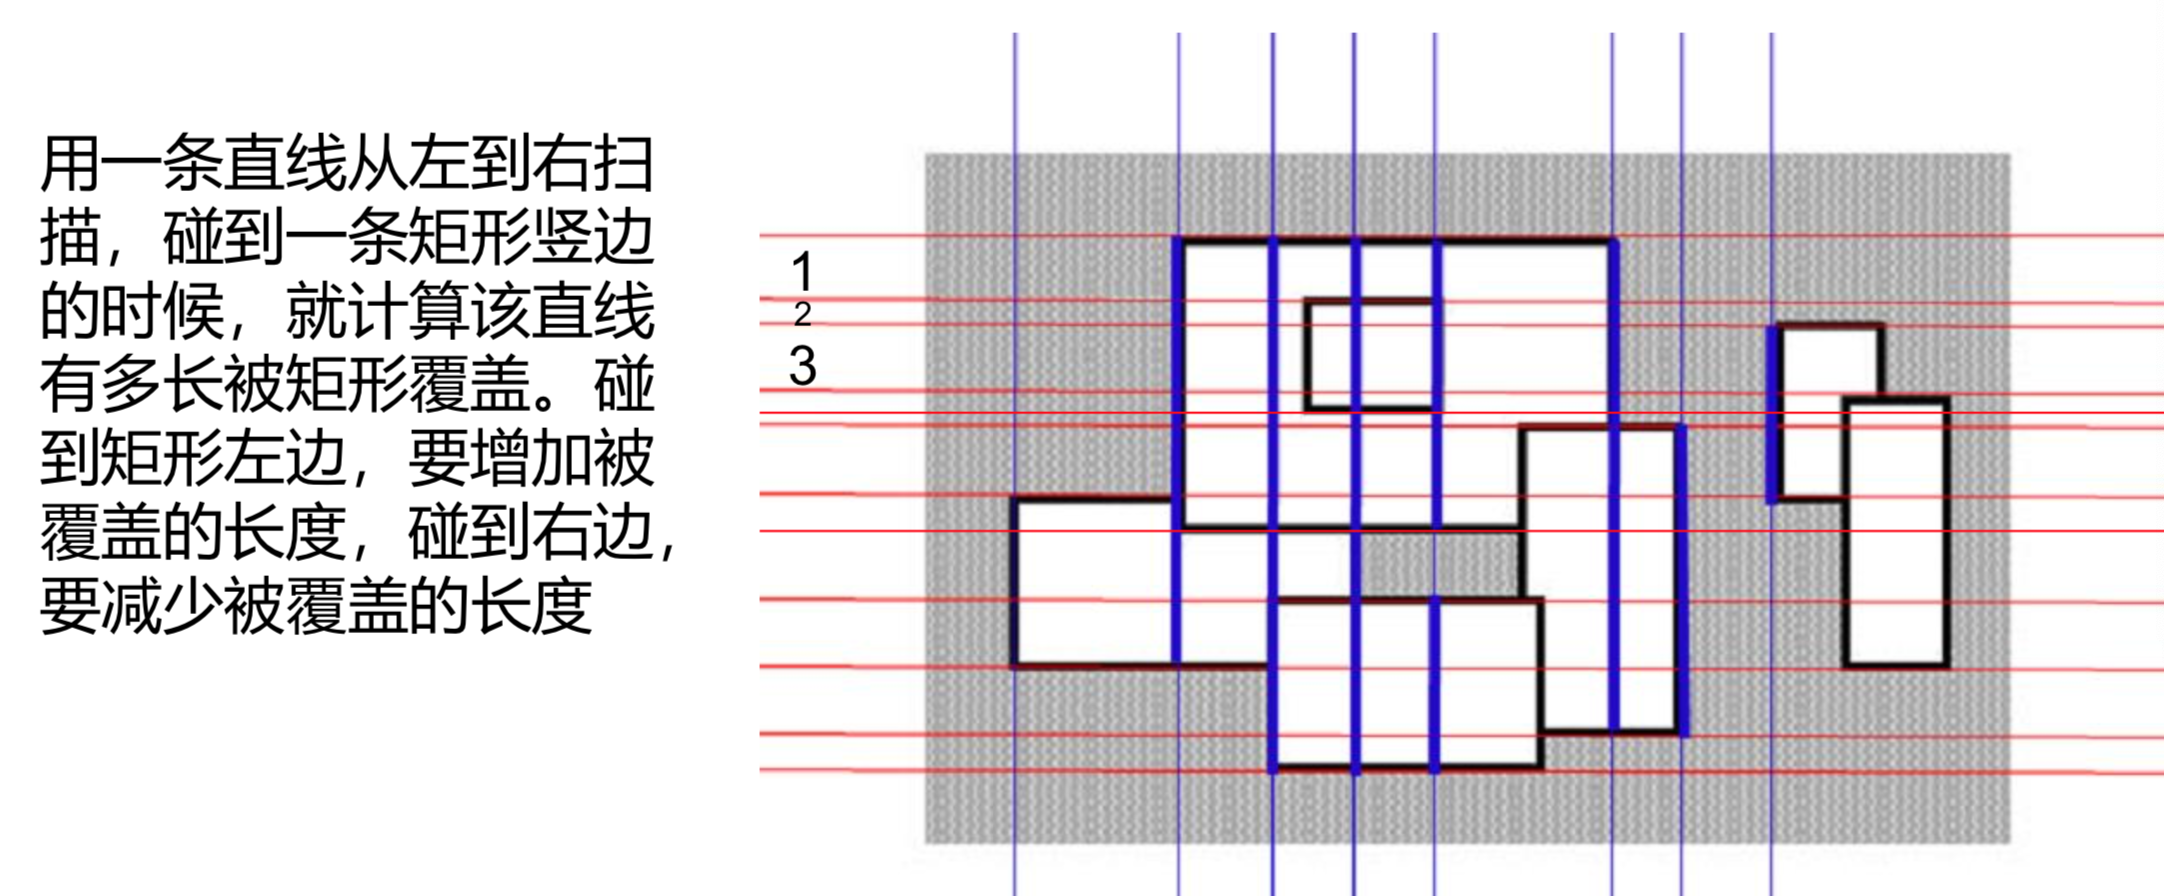 用一条直线从左到右扫
描，碰到一条矩形竖边
的时候，就计算该直线
有多长被矩形覆盖。碰
到矩形左边，要增加被
覆盖的长度，碰到右边，
要减少被覆盖的长度
1
2
3